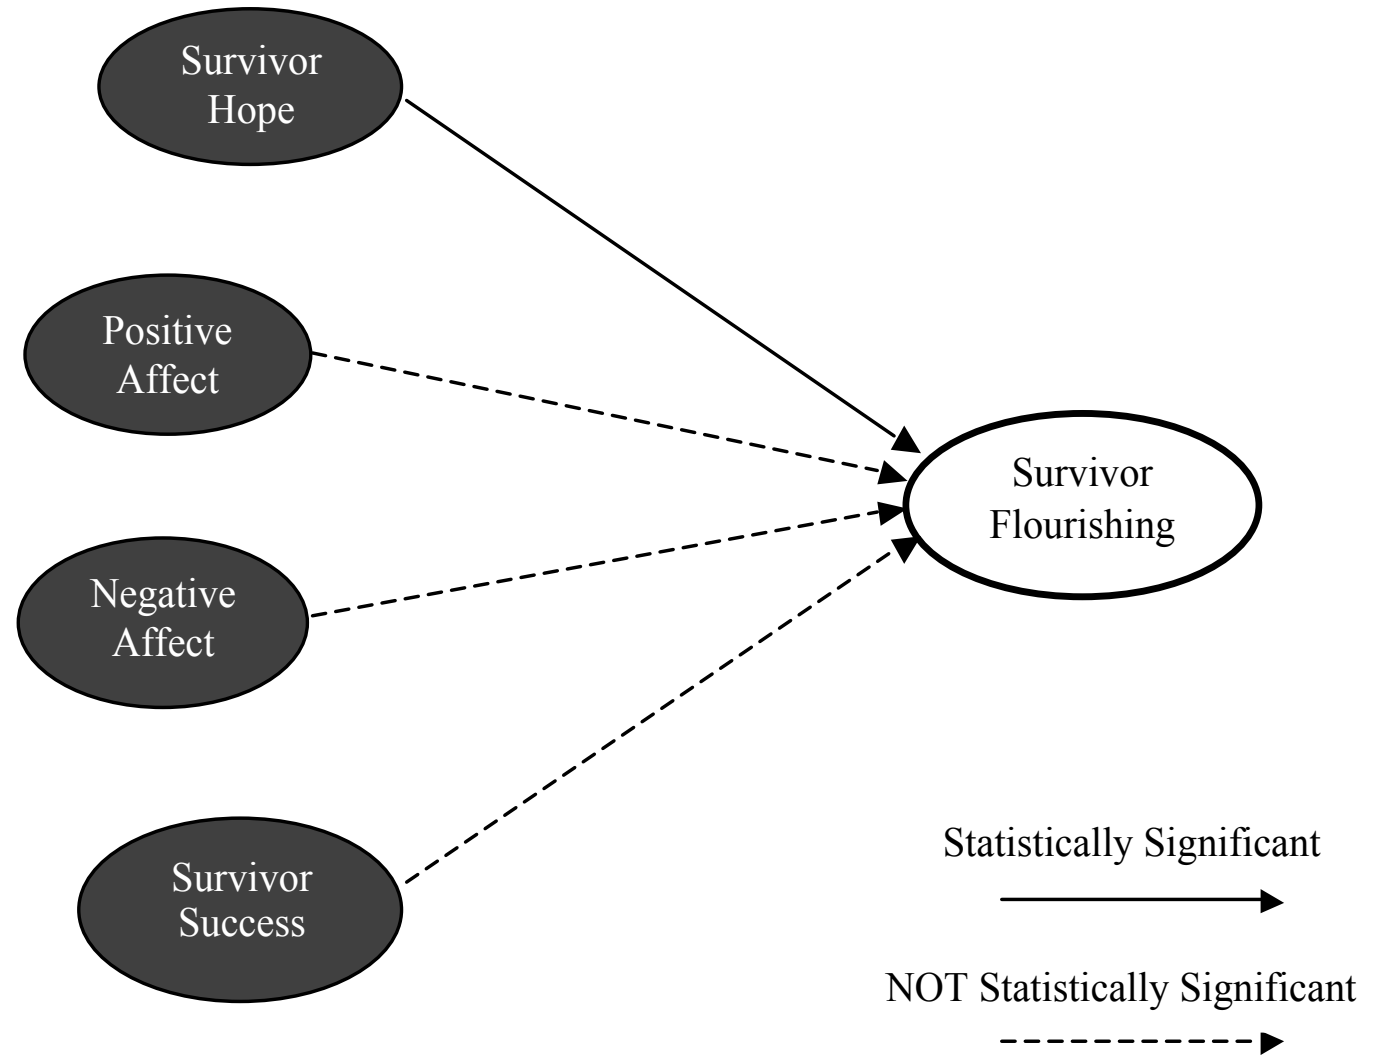 Survivor
Hope
Positive
Affect
Survivor
Flourishing
Negative
Affect
Survivor
Success
Statistically Significant
NOT Statistically Significant